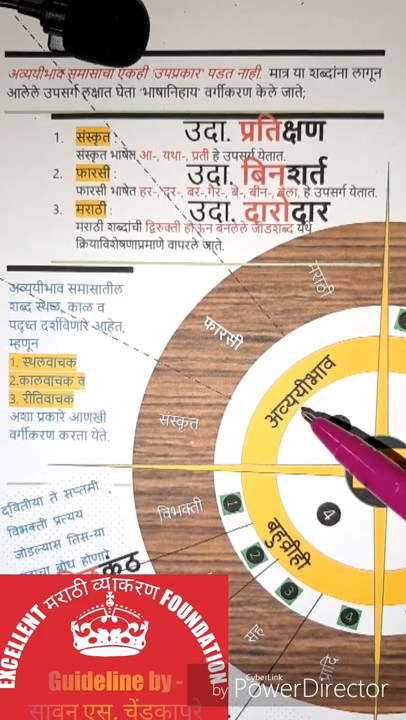 अव्ययीभाव समासाचा एकही 'उपप्रकार' पडत नाही. मात्र या शब्दांना लागून
आलेले उपसर्ग लक्षात घेता 'भाषानिहाय' वर्गीकरण केले जाते;
1. संस्कृत : उदा. प्रतिक्षण
संस्कृत भाषेत आ-, यथा-, प्रती हे उपसर्ग येतात.
2. फारसी : उदा. बिनशर्त
फारसी भाषेत हर-, दर-, बर-,गैर-, बे-, बीन-, बेला, हे उपसर्ग येतात.
3. मराठी : उदा. दारोदार
मराठी शब्दांची द्विरुक्ती होऊन बनलेले जोडशब्द येथे
क्रियाविशेषणाप्रमाणे वापरले जाते.
अव्ययीभाव समासातील
शब्द स्थळ, काळ व
पद्धत दर्शविणारे आहेत,
म्हणून
1. स्थलवाचक
2.कालवाचक व
3. रीतिवाचक
अशा प्रकारे आणखी
वर्गीकरण करता येते.
मराठी
फारसी
संस्कृत
अव्ययीभाव
विभक्ती
बहुव्रीही
1
2
3
4
4
सह
प्रादि
दवितीया ते सप्तमी
विभक्ती प्रत्यय
जोडल्यास तिस-या
बोध होणा
कंठ
EXCELLENT मराठी व्याकरण FOUNDATION
Guideline by -
सावन एस. चेंडकापुरे
by CyberLink
PowerDirector